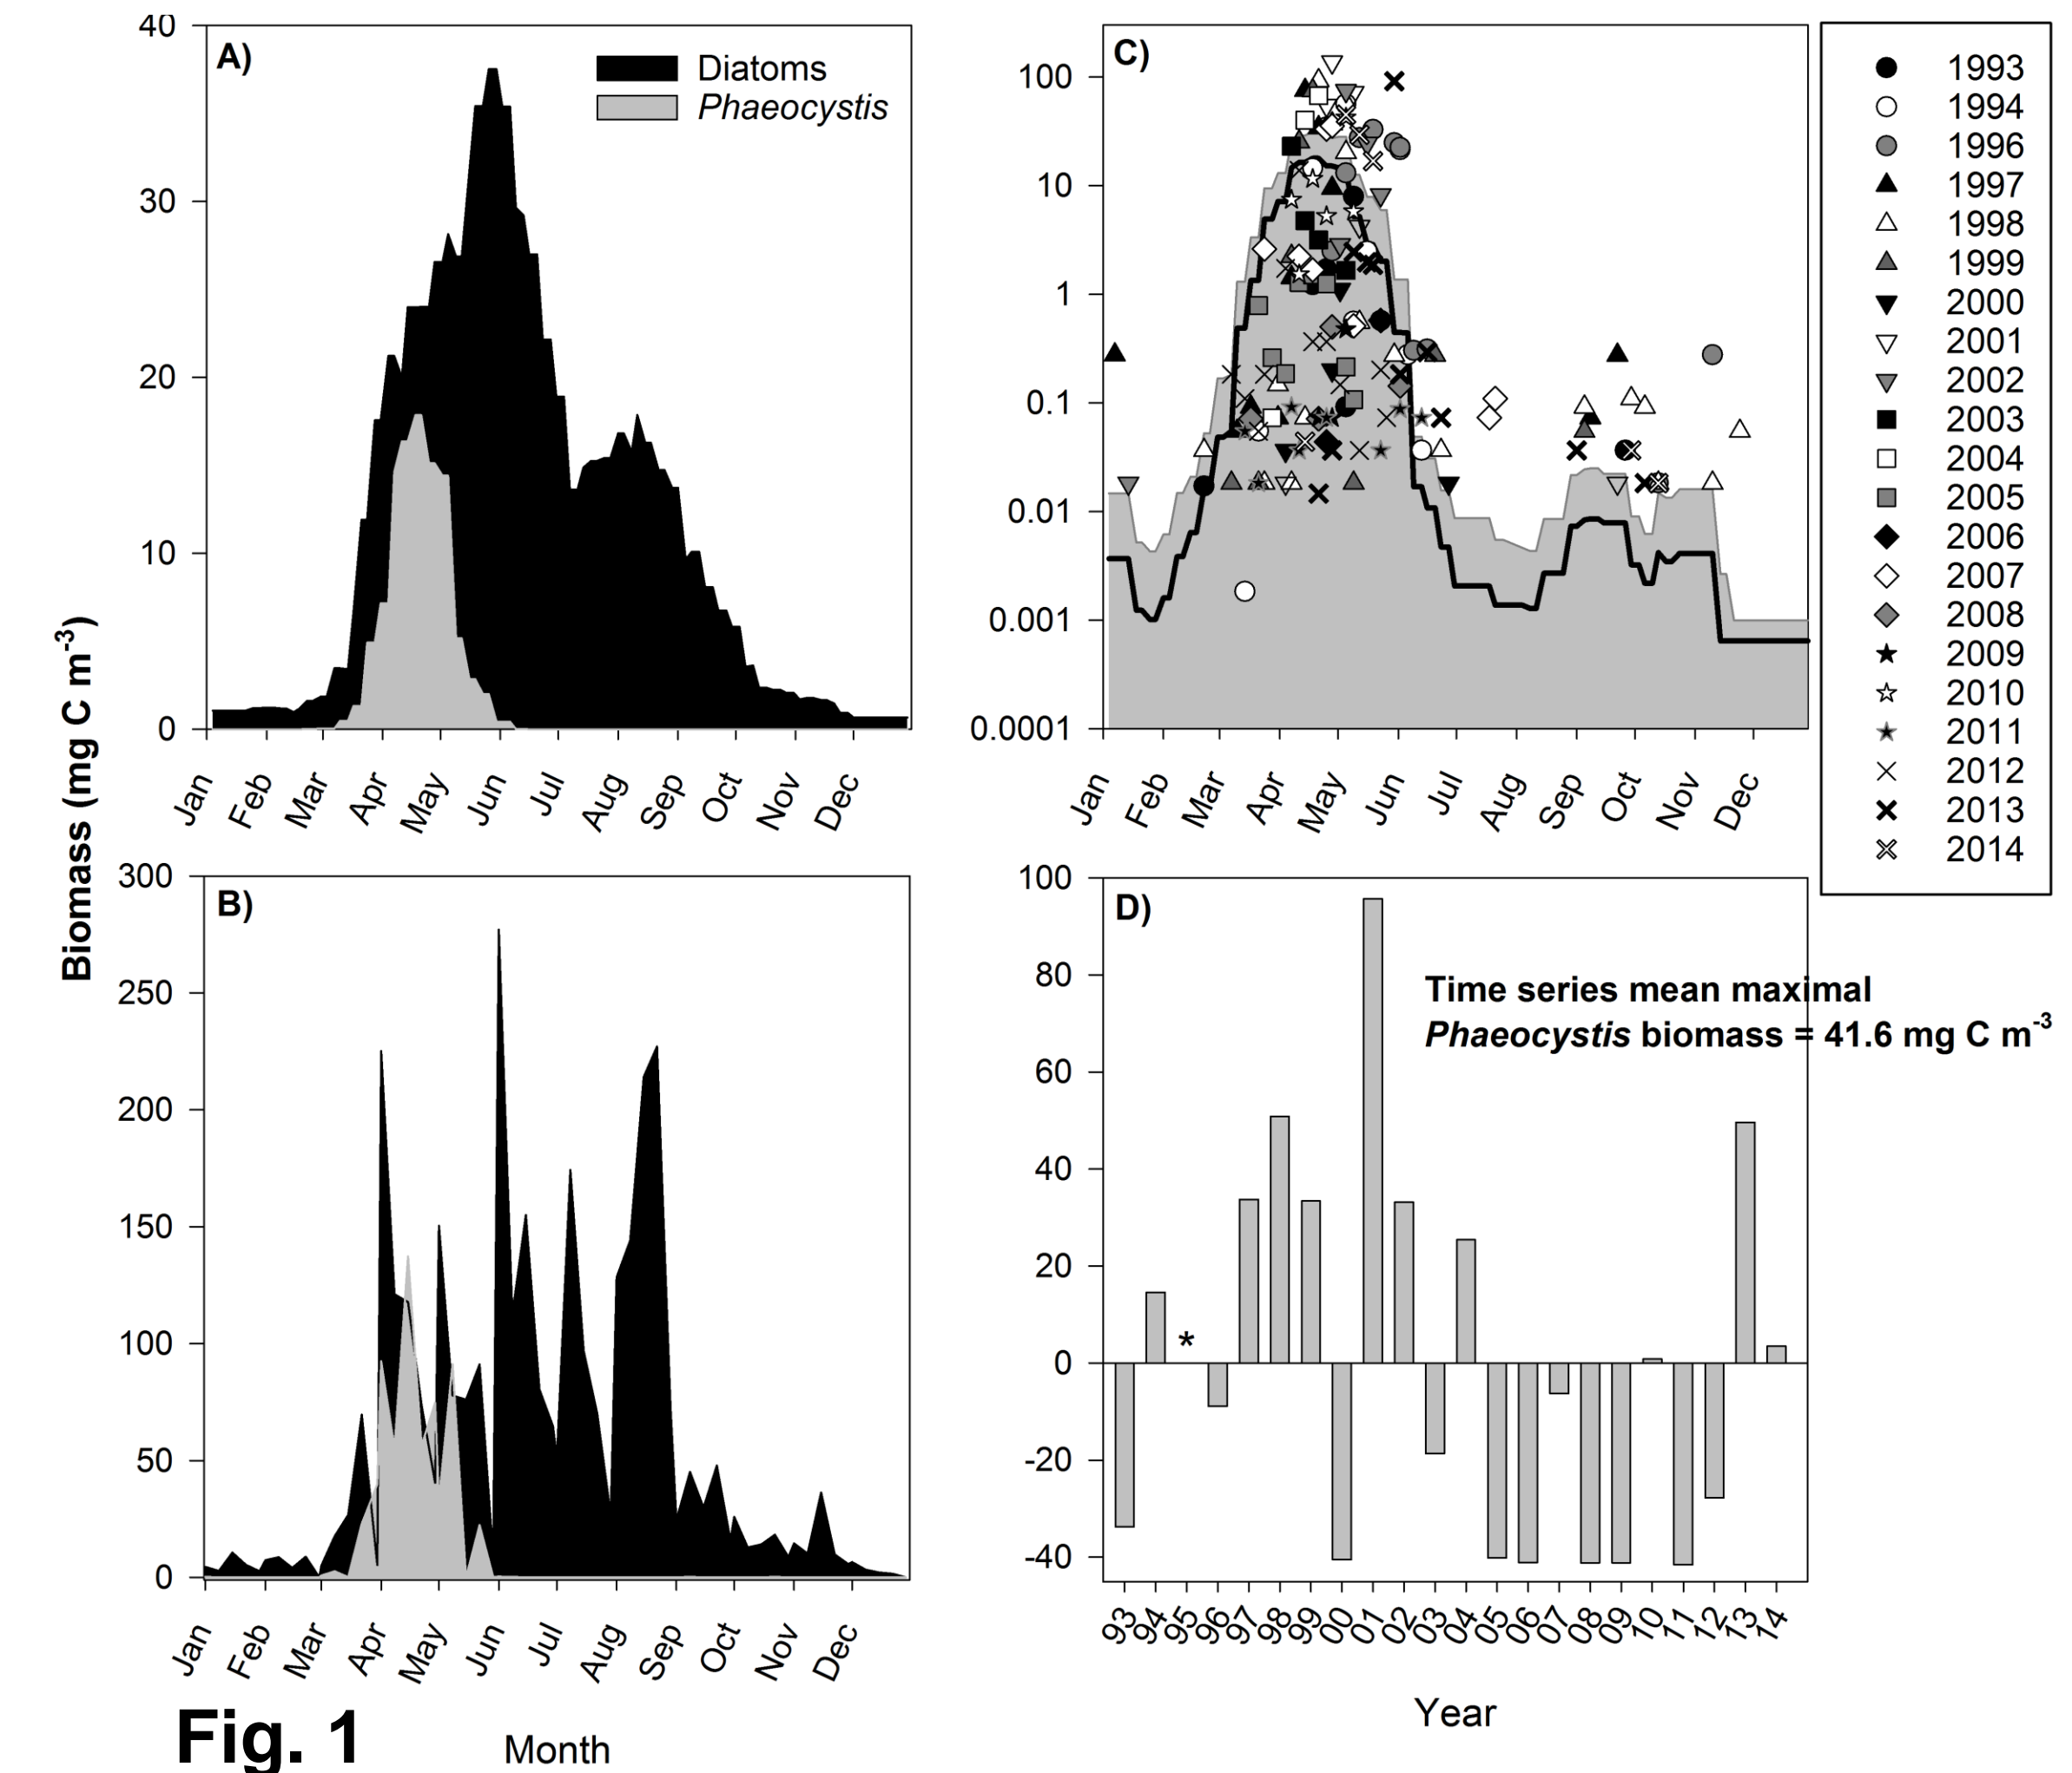 A)
Diatoms
Phaeocystis
40
30
20
10
0
Jan
Feb
Mar
Apr
May
Jun
Jul
Aug
Sep
Oct
Nov
Dec
Biomass (mg C m-3)
B)
300
250
200
150
100
50
0
Jan
Feb
Mar
Apr
May
Jun
Jul
Aug
Sep
Oct
Nov
Dec
Fig. 1
Month
C)
100
10
1
0.1
0.01
0.001
0.0001
Jan
Feb
Mar
Apr
May
Jun
Jul
Aug
Sep
Oct
Nov
Dec
1993
1994
1996
1997
1998
1999
2000
2001
2002
2003
2004
2005
2006
2007
2008
2009
2010
2011
2012
2013
2014
D)
100
80
60
40
20
0
-20
-40
Time series mean maximal
Phaeocystis biomass = 41.6 mg C m-3
*
93
94
95
96
97
98
99
00
01
02
03
04
05
06
07
08
09
10
11
12
13
14
Year